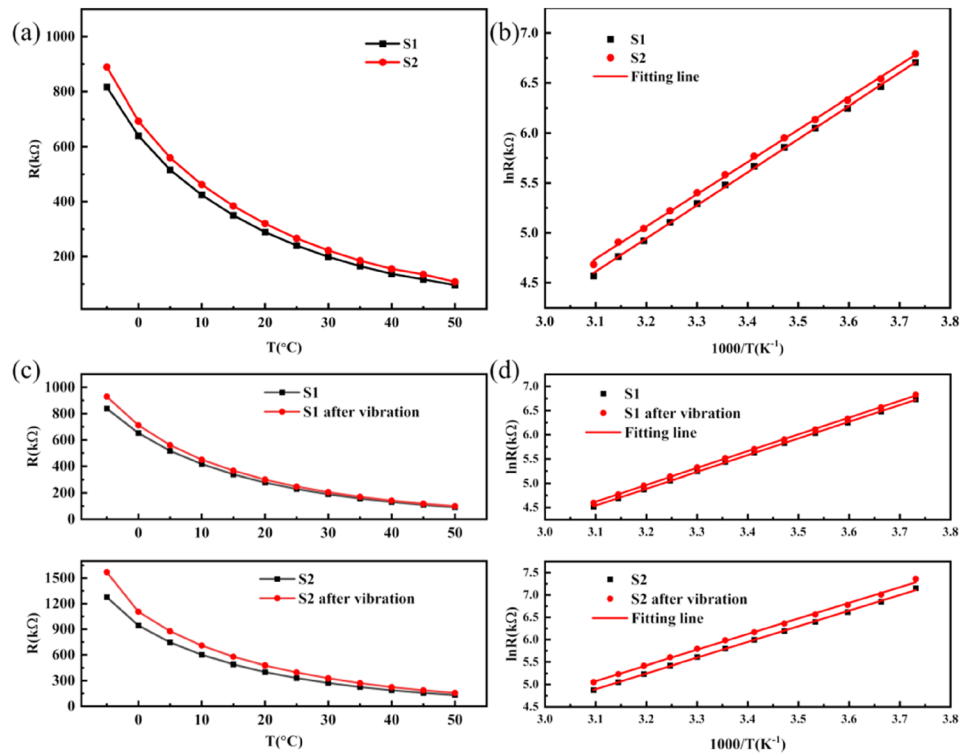 (a)
S1
S2
R(kΩ)
1000
800
600
400
200
0
10
20
30
40
50
T(°C)
(b)
S1
S2
Fitting line
lnR(kΩ)
7.0
6.5
6.0
5.5
5.0
4.5
3.0
3.1
3.2
3.3
3.4
3.5
3.6
3.7
3.8
1000/T(K⁻¹)
(c)
S1
S1 after vibration
R(kΩ)
1000
800
600
400
200
0
0
10
20
30
40
50
(d)
S1
S1 after vibration
Fitting line
lnR(kΩ)
7.0
6.5
6.0
5.5
5.0
4.5
3.0
3.1
3.2
3.3
3.4
3.5
3.6
3.7
3.8
S2
S2 after vibration
R(kΩ)
1500
1200
900
600
300
0
0
10
20
30
40
50
T(°C)
S2
S2 after vibration
Fitting line
lnR(kΩ)
7.5
7.0
6.5
6.0
5.5
5.0
4.5
3.0
3.1
3.2
3.3
3.4
3.5
3.6
3.7
3.8
1000/T(K⁻¹)